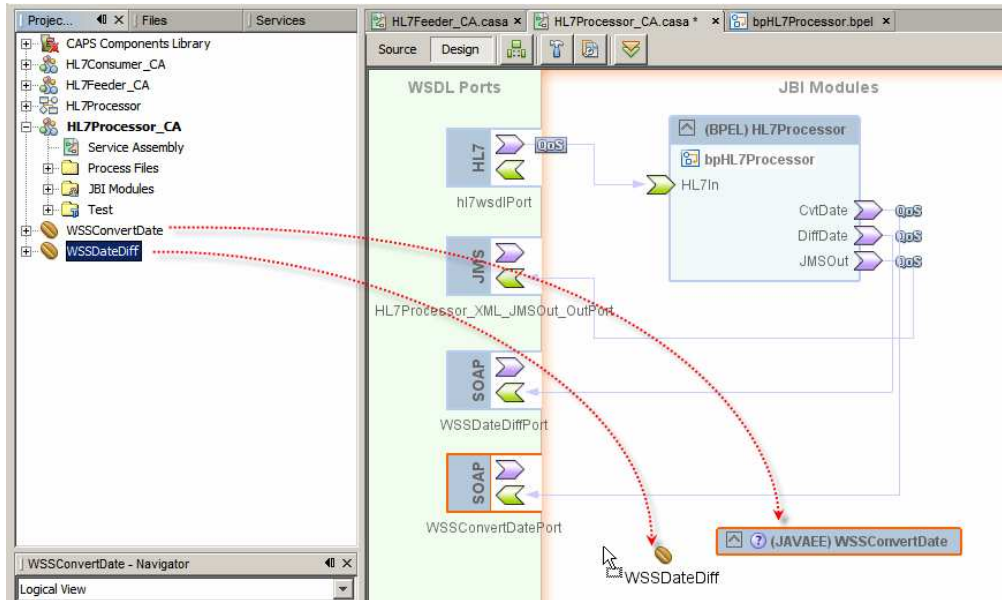 Projec...
Files
Services
CAPS Components Library
HL7Consumer_CA
HL7Feeder_CA
HL7Processor
HL7Processor_CA
Service Assembly
Process Files
JBI Modules
Test
WSSConvertDate
WSSDateDiff
WSSConvertDate - Navigator
Logical View
HL7Feeder_CA.casa
HL7Processor_CA.casa *
bpHL7Processor.bpel
Source
Design
WSDL Ports
JBI Modules
HL7
QoS
hl7wsdlPort
(BPEL) HL7Processor
bpHL7Processor
HL7In
CvtDate
QoS
DiffDate
QoS
JMSOut
QoS
JMS
HL7Processor_XML_JMSOut_OutPort
SOAP
WSSDateDiffPort
SOAP
WSSConvertDatePort
(JAVAEE) WSSConvertDate
WSSDateDiff